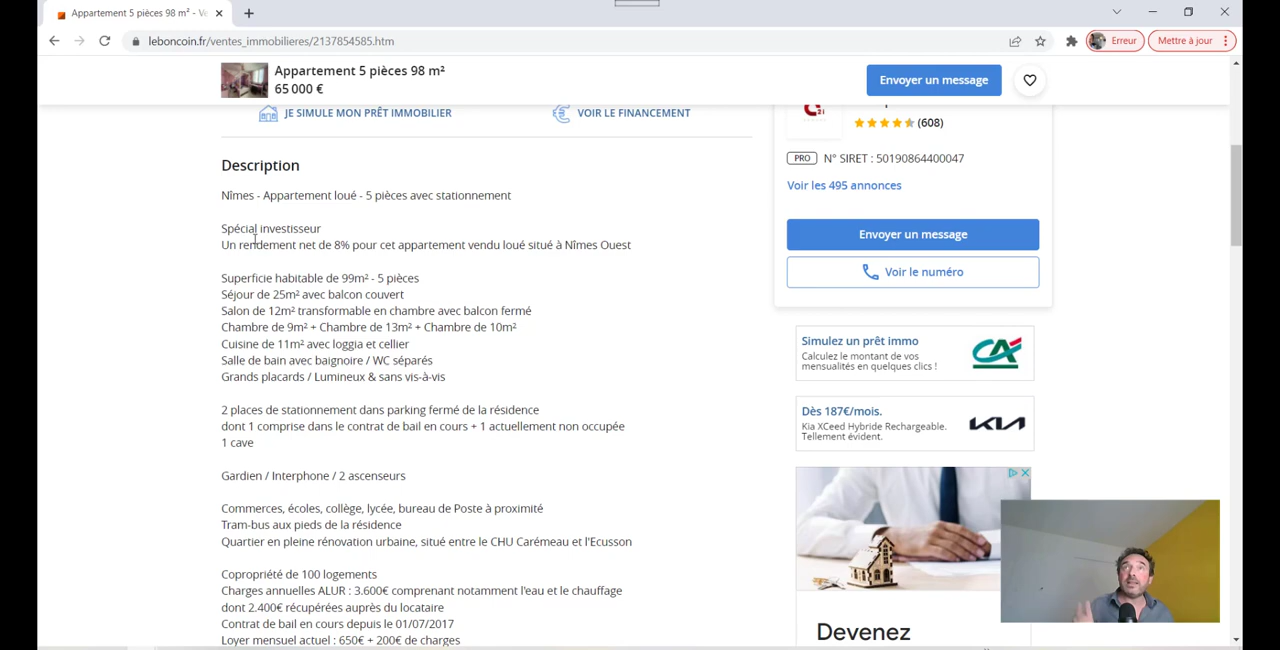 Appartement 5 pièces 98 m² - Ve
leboncoin.fr/ventes_immobilieres/2137854585.htm
Erreur
Mettre à jour
Appartement 5 pièces 98 m²
65 000 €
Envoyer un message
JE SIMULE MON PRÊT IMMOBILIER
VOIR LE FINANCEMENT
Description
Nîmes - Appartement loué - 5 pièces avec stationnement
Spécial investisseur
Un rendement net de 8% pour cet appartement vendu loué situé à Nîmes Ouest
Superficie habitable de 99m² - 5 pièces
Séjour de 25m² avec balcon couvert
Salon de 12m² transformable en chambre avec balcon fermé
Chambre de 9m² + Chambre de 13m² + Chambre de 10m²
Cuisine de 11m² avec loggia et cellier
Salle de bain avec baignoire / WC séparés
Grands placards / Lumineux & sans vis-à-vis
2 places de stationnement dans parking fermé de la résidence
dont 1 comprise dans le contrat de bail en cours + 1 actuellement non occupée
1 cave
Gardien / Interphone / 2 ascenseurs
Commerces, écoles, collège, lycée, bureau de Poste à proximité
Tram-bus aux pieds de la résidence
Quartier en pleine rénovation urbaine, situé entre le CHU Carémeau et l'Ecusson
Copropriété de 100 logements
Charges annuelles ALUR : 3.600€ comprenant notamment l'eau et le chauffage
dont 2.400€ récupérées auprès du locataire
Contrat de bail en cours depuis le 01/07/2017
Loyer mensuel actuel : 650€ + 200€ de charges
(608)
PRO N° SIRET : 50190864400047
Voir les 495 annonces
Envoyer un message
Voir le numéro
Simulez un prêt immo
Calculez le montant de vos
mensualités en quelques clics !
CA
Dès 187€/mois.
Kia XCeed Hybride Rechargeable.
Tellement évident.
KIA
Devenez